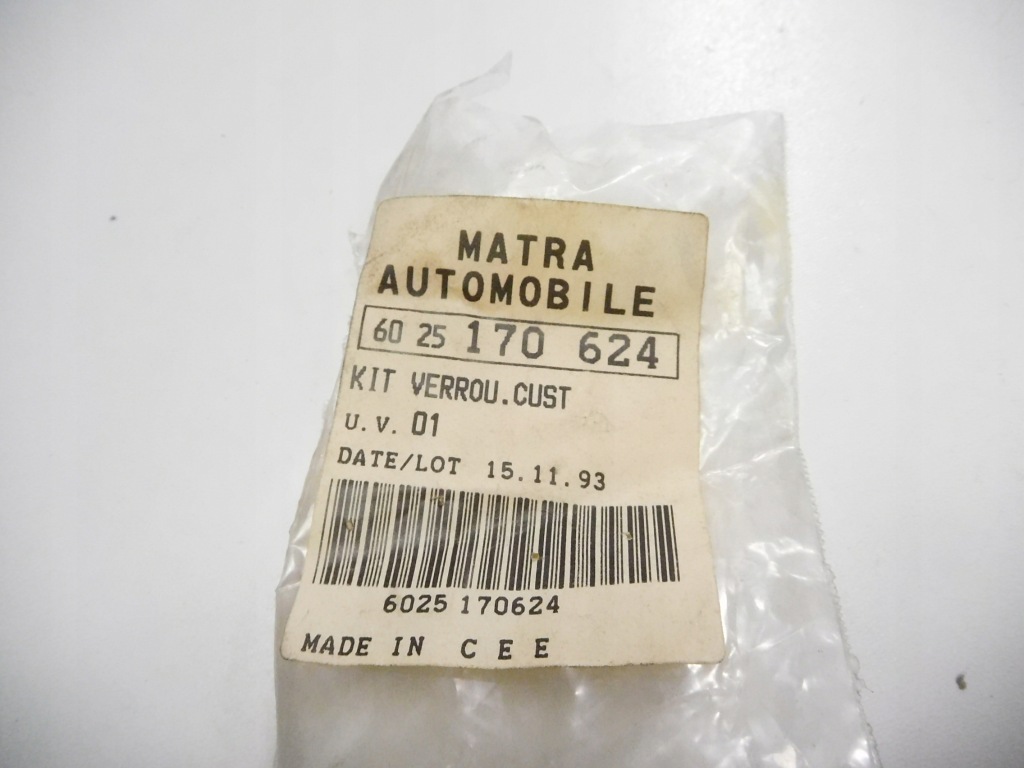 MATRA
AUTOMOBILE
60 25 170 624
KIT VERROU.CUST
U.V. 01
DATE/LOT 15.11.93
6025 170624
MADE IN CEE